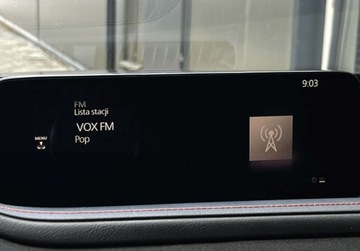 9:03
FM
Lista stacji
VOX FM
MENU
Pop